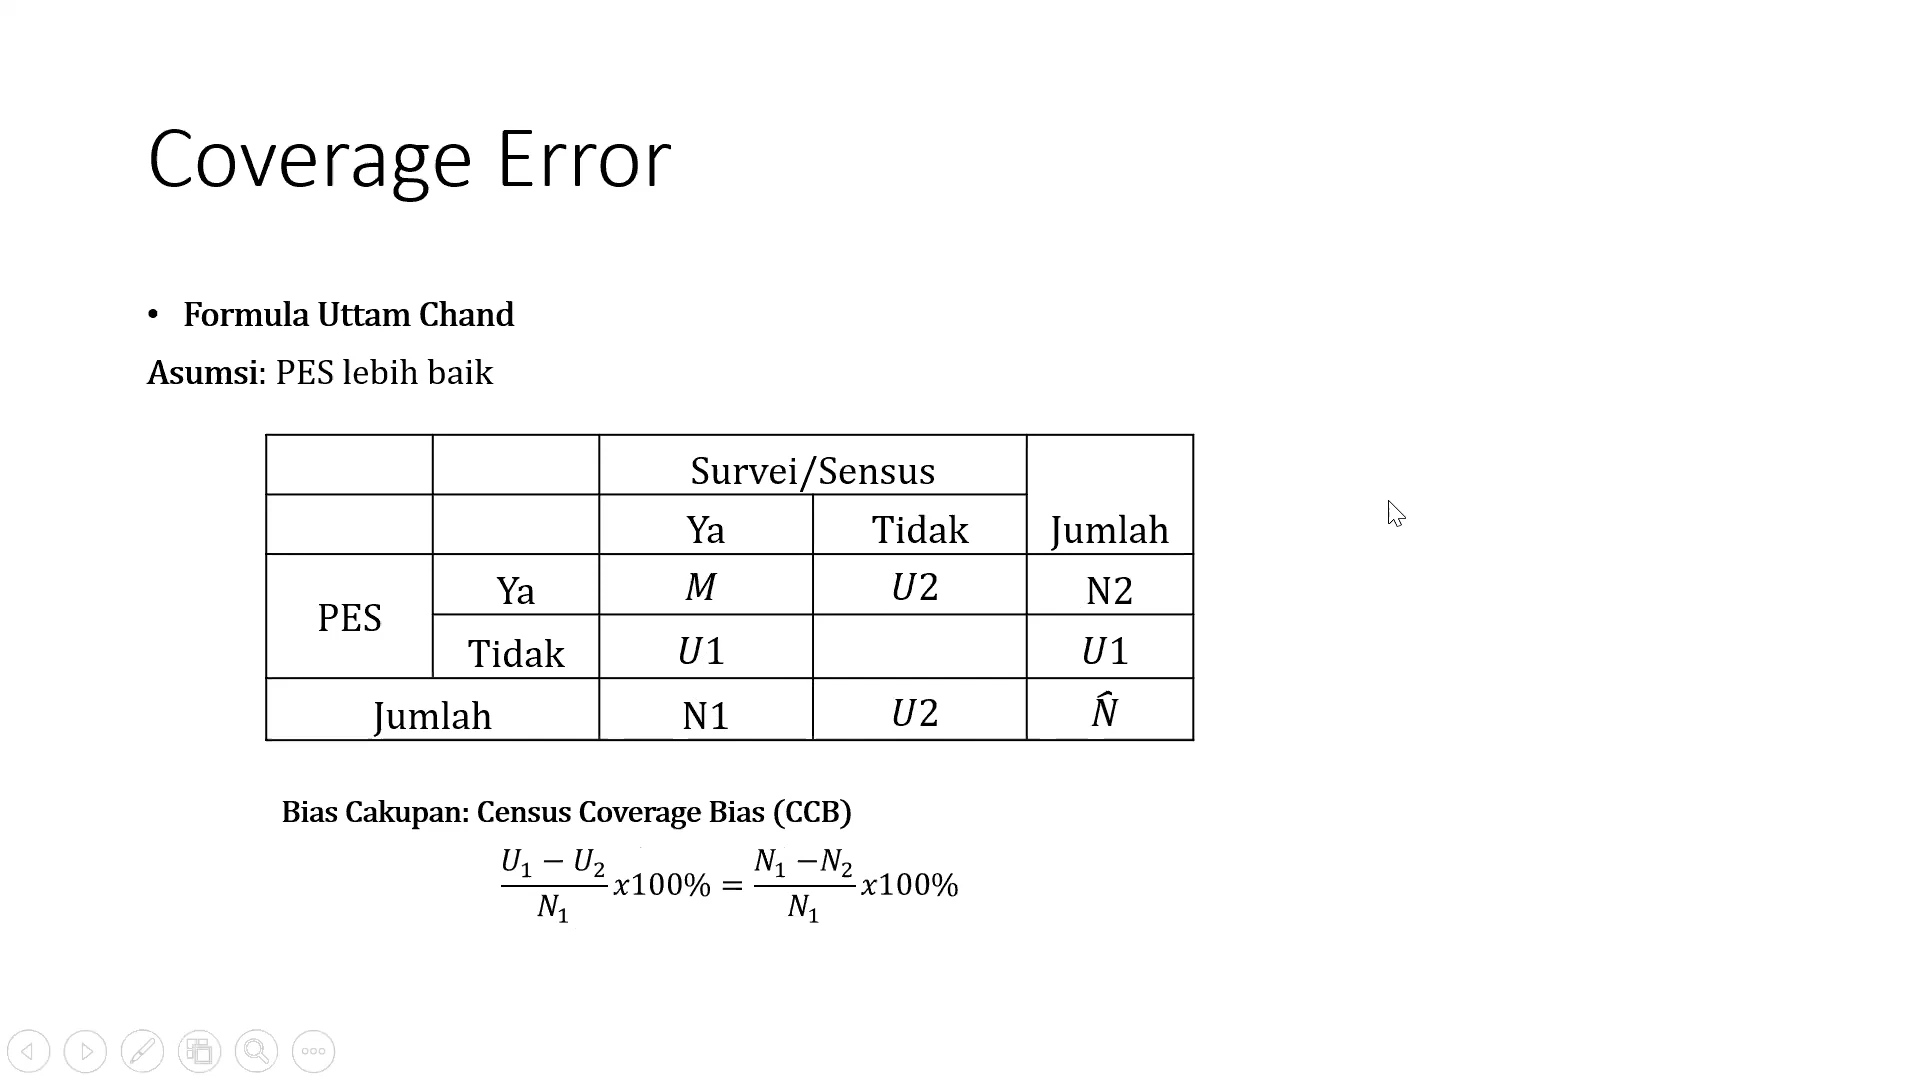 Coverage Error
• Formula Uttam Chand
Asumsi: PES lebih baik
Survei/Sensus
Ya Tidak Jumlah
PES Ya M U2 N2
Tidak U1 U1
Jumlah N1 U2 N̂
Bias Cakupan: Census Coverage Bias (CCB)
(U₁ − U₂)/N₁ x100% = (N₁ −N₂)/N₁ x100%